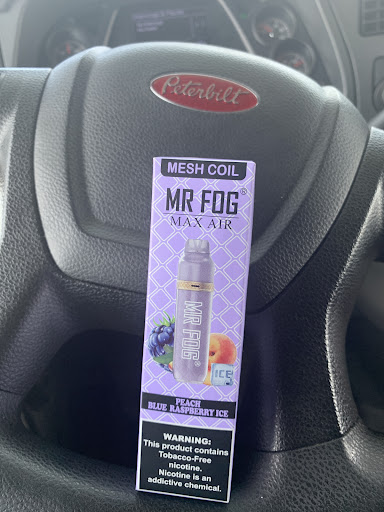 Peterbilt
MESH COIL
MR FOG®
MAX AIR
MR FOG
ICE
PEACH
BLUE RASPBERRY ICE
WARNING:
This product contains
Tobacco-Free
nicotine.
Nicotine is an
addictive chemical.